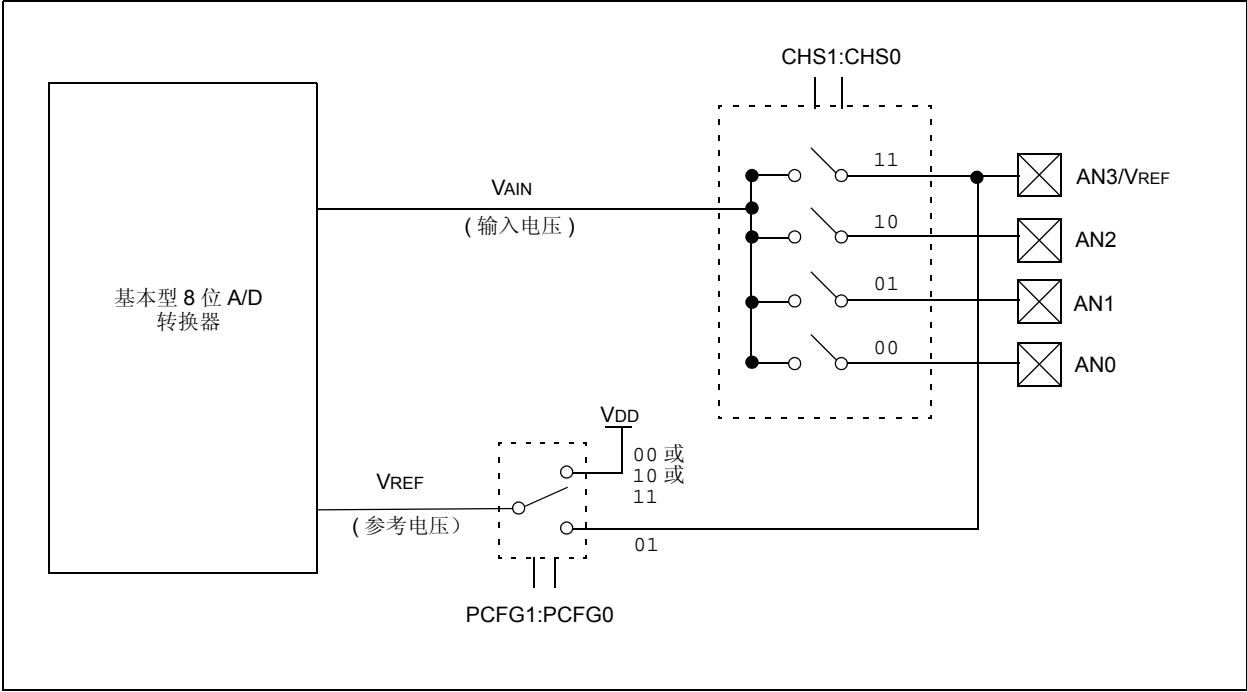 CHS1:CHS0
11
AN3/VREF
VAIN
( 输入电压 )
10
AN2
01
AN1
基本型 8 位 A/D
转换器
00
AN0
VDD
00 或
10 或
11
VREF
( 参考电压）
01
PCFG1:PCFG0